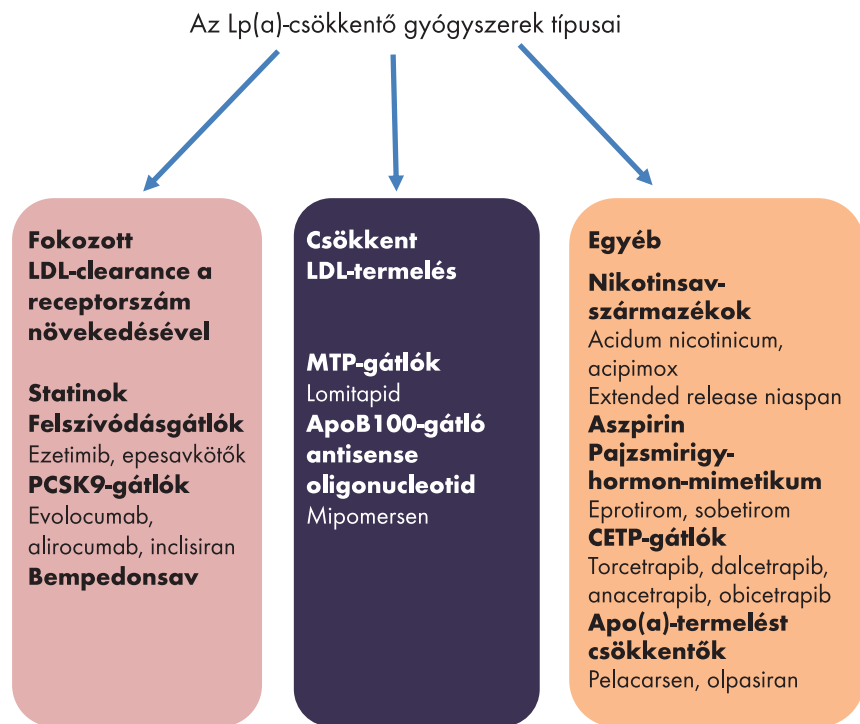 Az Lp(a)-csökkentő gyógyszerek típusai
Fokozott
LDL-clearance a
receptorszám
növekedésével
Statinok
Felszívódásgátlók
Ezetimib, epesavkötők
PCSK9-gátlók
Evolocumab,
alirocumab, inclisiran
Bempedonsav
Csökkent
LDL-termelés
MTP-gátlók
Lomitapid
ApoB100-gátló
antisense
oligonucleotid
Mipomersen
Egyéb
Nikotinsav-
származékok
Acidum nicotinicum,
acipimox
Extended release niaspan
Aszpirin
Pajzsmirigy-
hormon-mimetikum
Eprotirom, sobetirom
CETP-gátlók
Torcetrapib, dalcetrapib,
anacetrapib, obicetrapib
Apo(a)-termelést
csökkentők
Pelacarsen, olpasiran